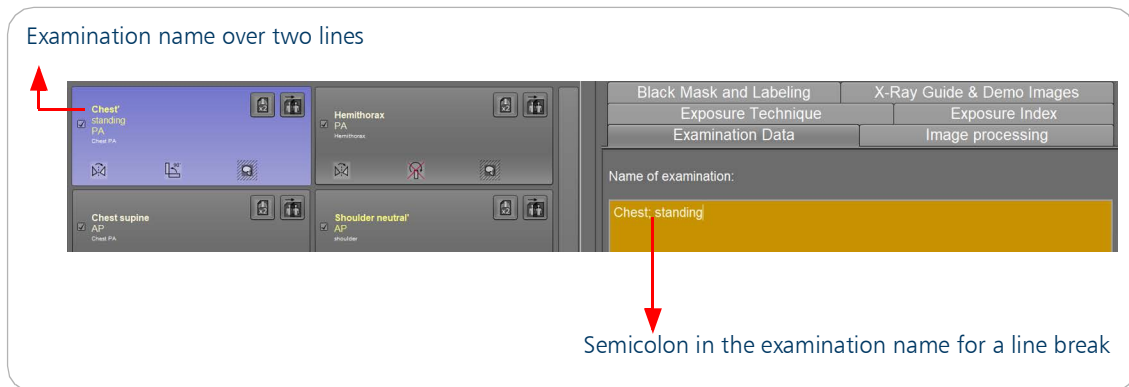 Examination name over two lines
Chest'
standing
PA
Chest PA
90°
Hemithorax
PA
Hemithorax
Chest supine
AP
Chest PA
Shoulder neutral'
AP
shoulder
Black Mask and Labeling
X-Ray Guide & Demo Images
Exposure Technique
Exposure Index
Examination Data
Image processing
Name of examination:
Chest; standing
Semicolon in the examination name for a line break